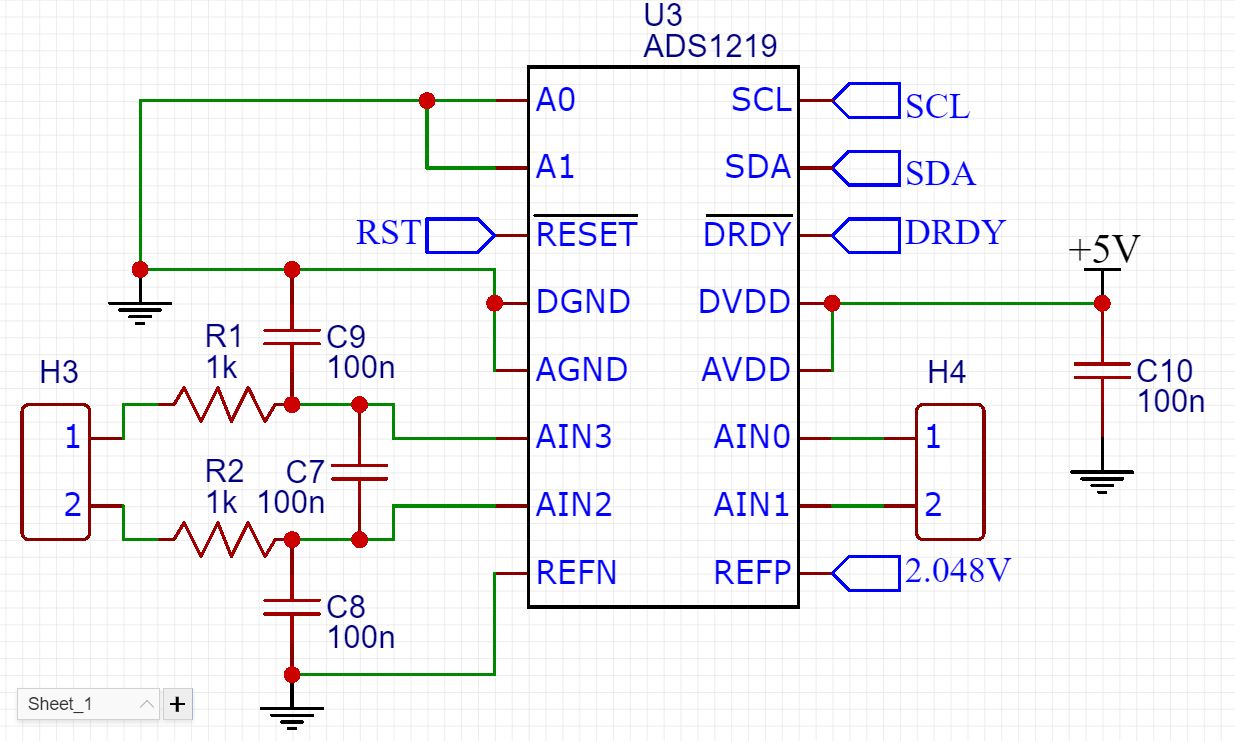 U3
ADS1219
A0
SCL
SCL
A1
SDA
SDA
RST
RESET
DRDY
DRDY
+5V
DGND
DVDD
R1
1k
C9
100n
H3
AGND
AVDD
H4
C10
100n
1
AIN3
AIN0
1
R2
1k
C7
100n
2
AIN2
AIN1
2
REFN
REFP
2.048V
C8
100n
Sheet_1
+